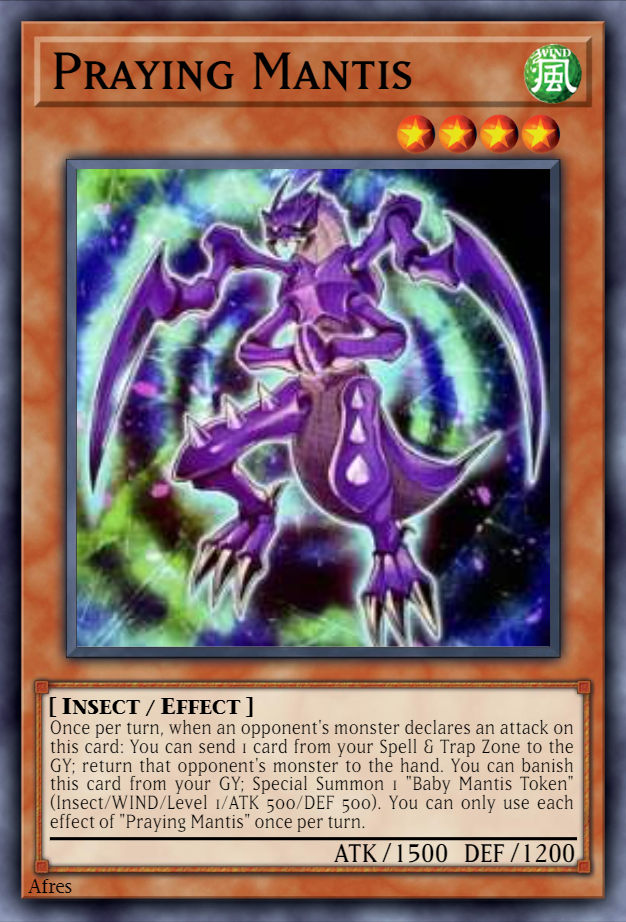 Praying Mantis
WIND
風
[ Insect / Effect ]
Once per turn, when an opponent's monster declares an attack on
this card: You can send 1 card from your Spell & Trap Zone to the
GY; return that opponent's monster to the hand. You can banish
this card from your GY; Special Summon 1 "Baby Mantis Token"
(Insect/WIND/Level 1/ATK 500/DEF 500). You can only use each
effect of "Praying Mantis" once per turn.
ATK/1500 DEF/1200
Afres